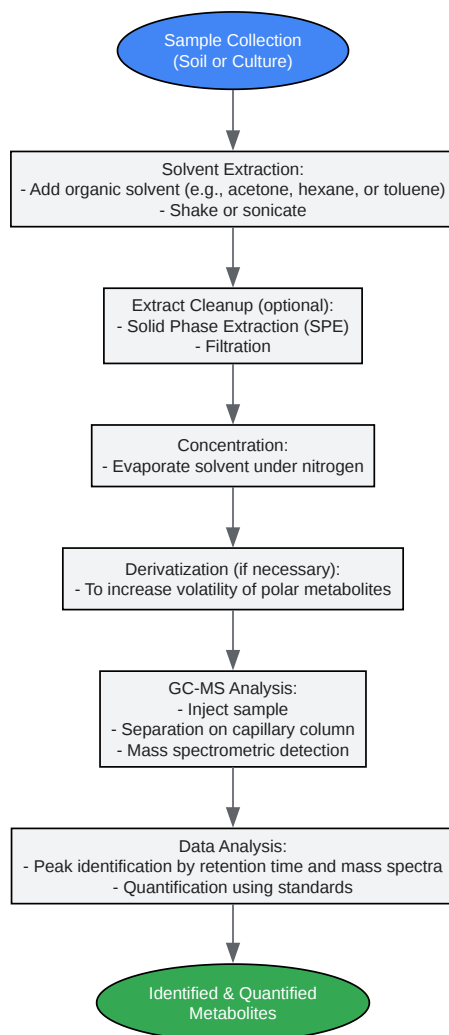 Sample Collection
(Soil or Culture)
Solvent Extraction:
- Add organic solvent (e.g., acetone, hexane, or toluene)
- Shake or sonicate
Extract Cleanup (optional):
- Solid Phase Extraction (SPE)
- Filtration
Concentration:
- Evaporate solvent under nitrogen
Derivatization (if necessary):
- To increase volatility of polar metabolites
GC-MS Analysis:
- Inject sample
- Separation on capillary column
- Mass spectrometric detection
Data Analysis:
- Peak identification by retention time and mass spectra
- Quantification using standards
Identified & Quantified
Metabolites